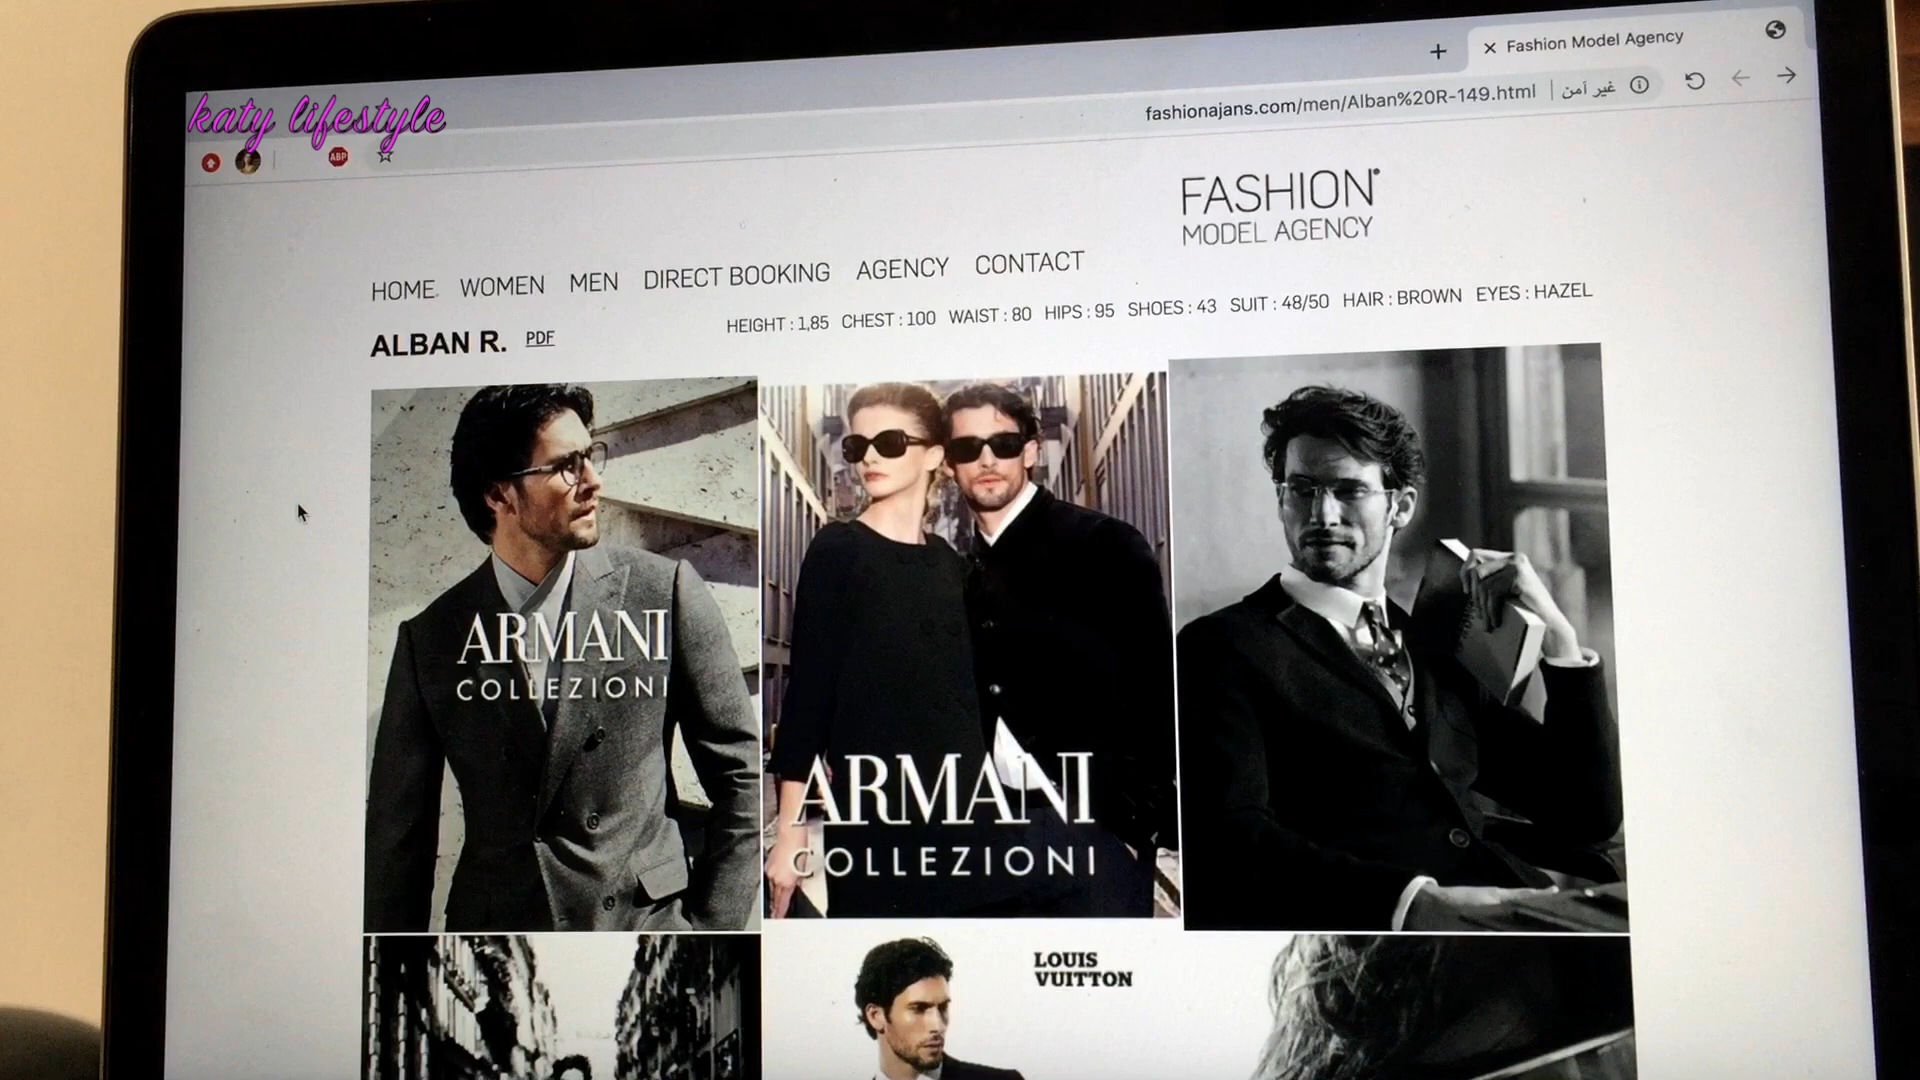 Fashion Model Agency
fashionajans.com/men/Alban%20R-149.html
غير آمن
katy lifestyle
ABP
FASHION
MODEL AGENCY
HOME WOMEN MEN DIRECT BOOKING AGENCY CONTACT
HEIGHT : 1,85 CHEST : 100 WAIST : 80 HIPS : 95 SHOES : 43 SUIT : 48/50 HAIR : BROWN EYES : HAZEL
ALBAN R. PDF
ARMANI
COLLEZIONI
ARMANI
COLLEZIONI
LOUIS
VUITTON